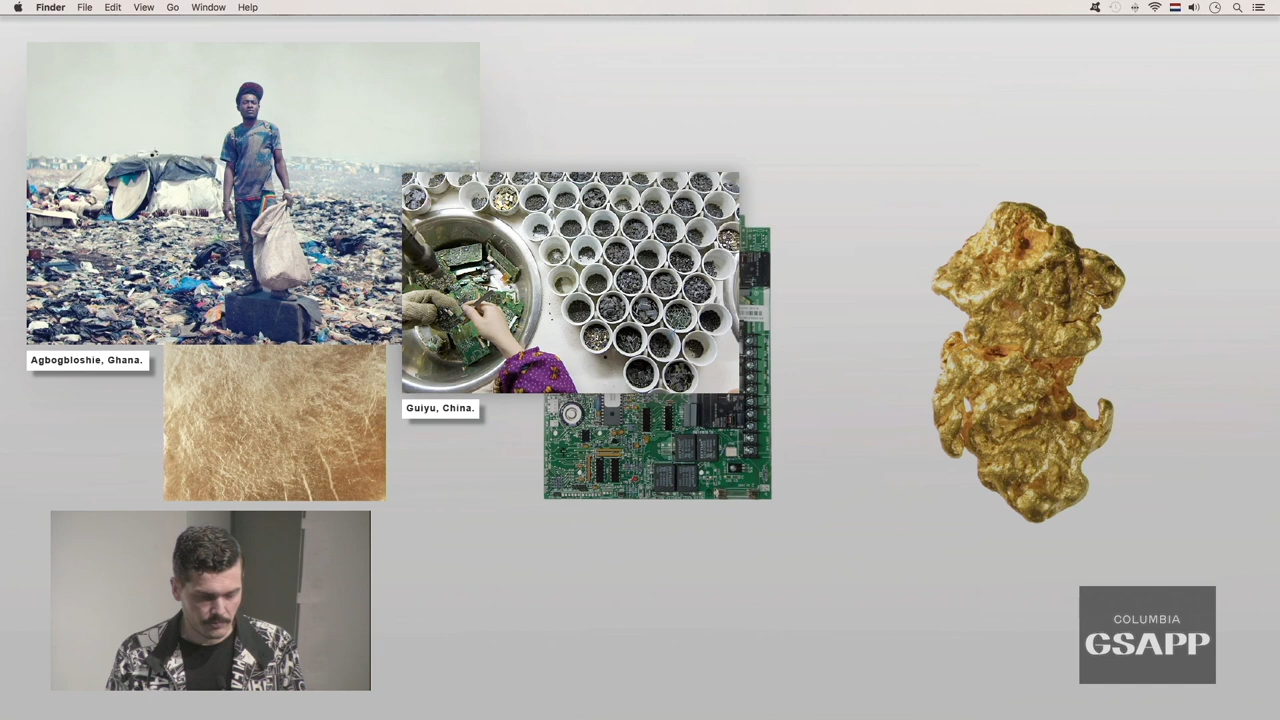 Finder File Edit View Go Window Help
Agbogbloshie, Ghana.
Guiyu, China.
COLUMBIA
GSAPP